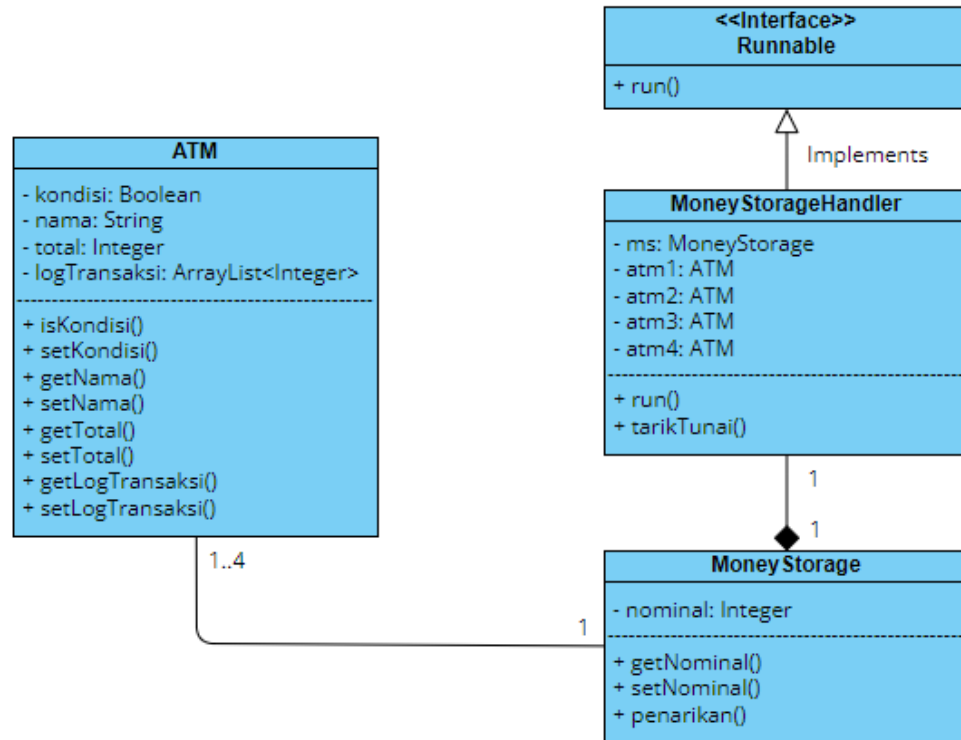 <<Interface>>
Runnable
+ run()
Implements
ATM
- kondisi: Boolean
- nama: String
- total: Integer
- logTransaksi: ArrayList<Integer>
+ isKondisi()
+ setKondisi()
+ getNama()
+ setNama()
+ getTotal()
+ setTotal()
+ getLogTransaksi()
+ setLogTransaksi()
MoneyStorageHandler
- ms: MoneyStorage
- atm1: ATM
- atm2: ATM
- atm3: ATM
- atm4: ATM
+ run()
+ tarikTunai()
1
1
1..4
1
MoneyStorage
- nominal: Integer
+ getNominal()
+ setNominal()
+ penarikan()